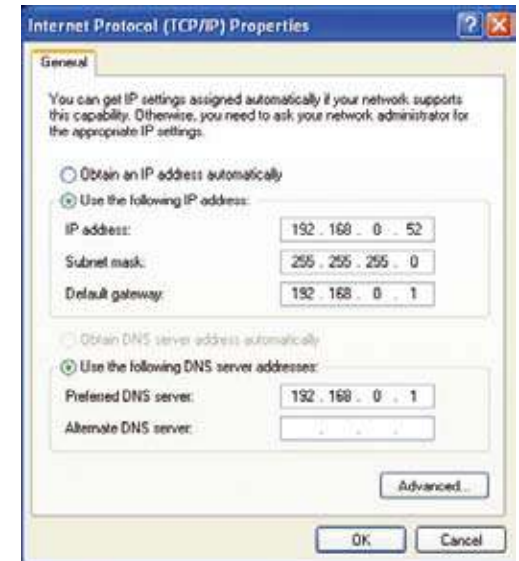 Internet Protocol (TCP/IP) Properties
General
You can get IP settings assigned automatically if your network supports
this capability. Otherwise, you need to ask your network administrator for
the appropriate IP settings.
Obtain an IP address automatically
Use the following IP address:
IP address: 192 . 168 . 0 . 52
Subnet mask: 255 . 255 . 255 . 0
Default gateway: 192 . 168 . 0 . 1
Obtain DNS server address automatically
Use the following DNS server addresses:
Preferred DNS server: 192 . 168 . 0 . 1
Alternate DNS server: . . .
Advanced...
OK Cancel